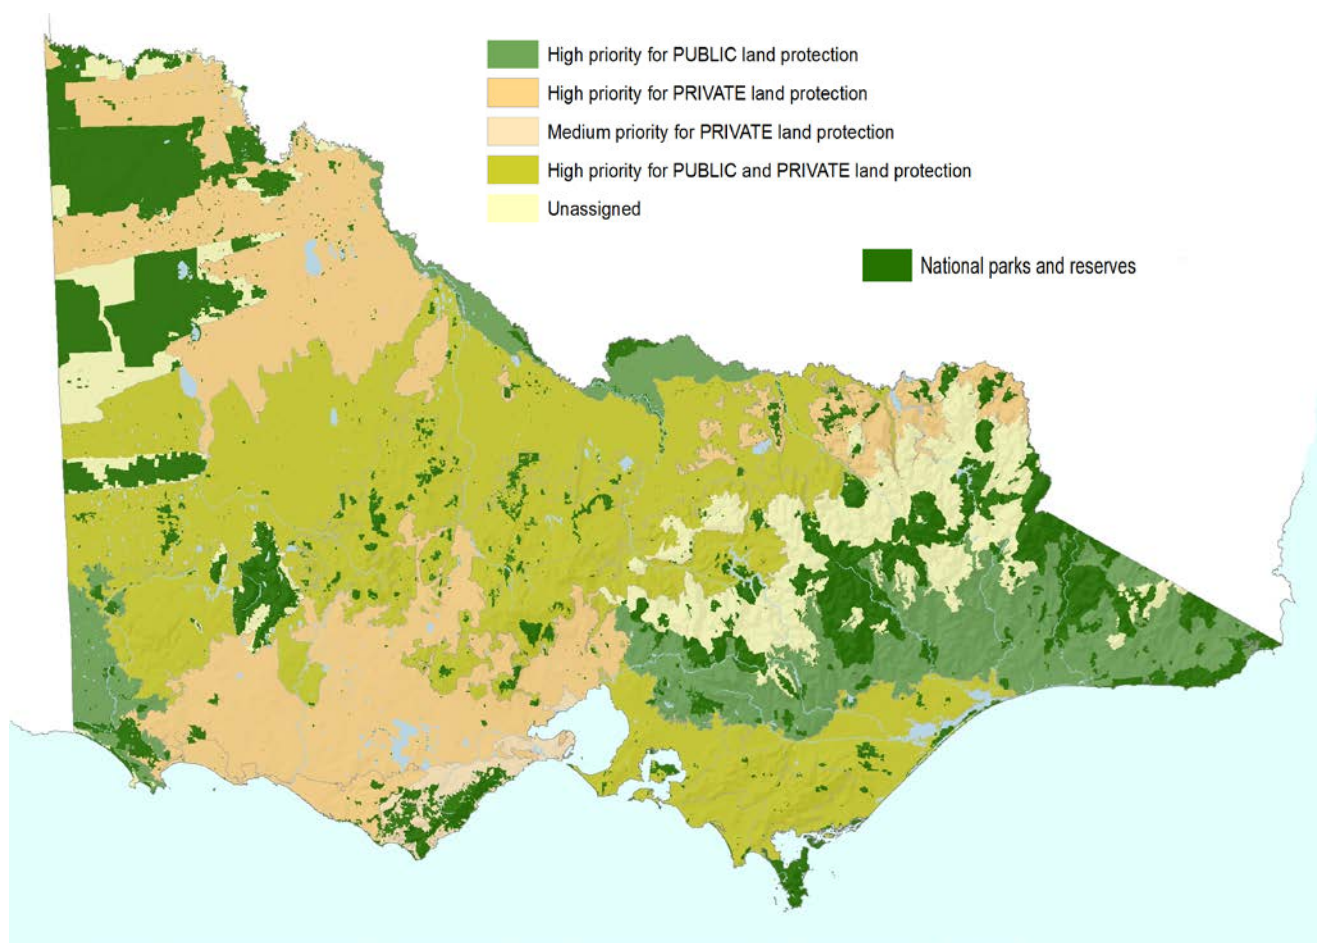 High priority for PUBLIC land protection
High priority for PRIVATE land protection
Medium priority for PRIVATE land protection
High priority for PUBLIC and PRIVATE land protection
Unassigned
National parks and reserves